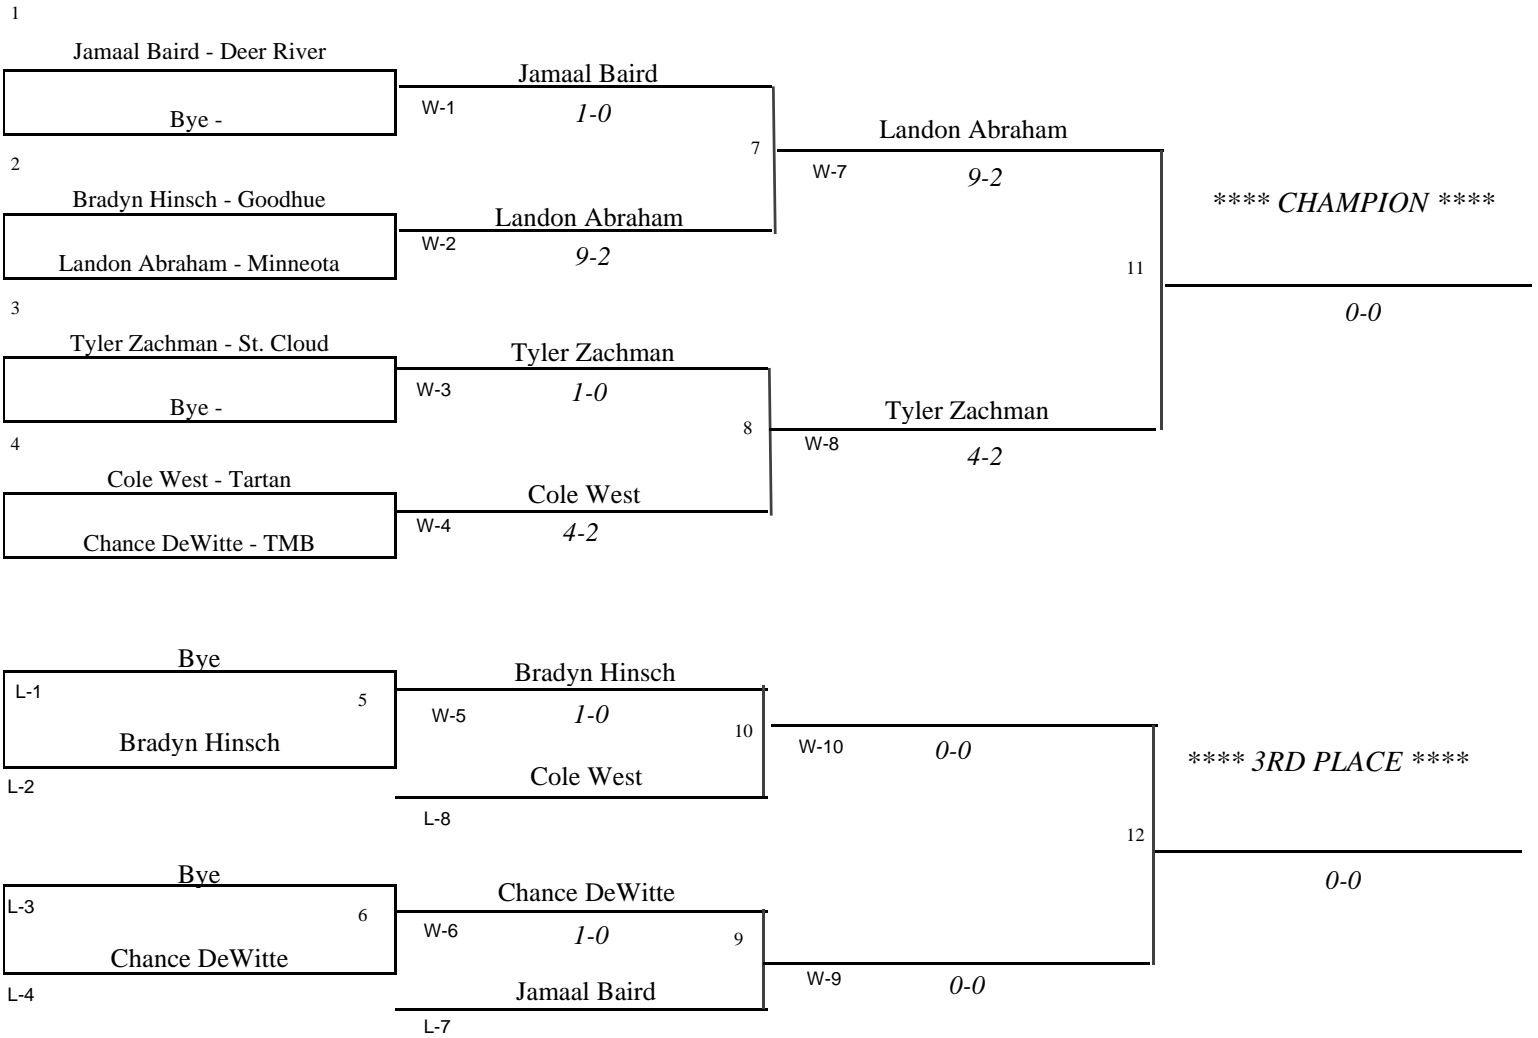 1
Jamaal Baird - Deer River
Jamaal Baird
W-1
1-0
Bye -
Landon Abraham
7
2
W-7
9-2
Bradyn Hinsch - Goodhue
**** CHAMPION ****
Landon Abraham
W-2
9-2
Landon Abraham - Minneota
11
3
0-0
Tyler Zachman - St. Cloud
Tyler Zachman
W-3
1-0
Bye -
Tyler Zachman
8
4
W-8
4-2
Cole West - Tartan
Cole West
W-4
4-2
Chance DeWitte - TMB
Bye
Bradyn Hinsch
L-1
5
W-5
1-0
10
Bradyn Hinsch
W-10
0-0
**** 3RD PLACE ****
Cole West
L-2
L-8
12
Bye
0-0
Chance DeWitte
L-3
6
W-6
1-0
9
Chance DeWitte
W-9
0-0
Jamaal Baird
L-4
L-7